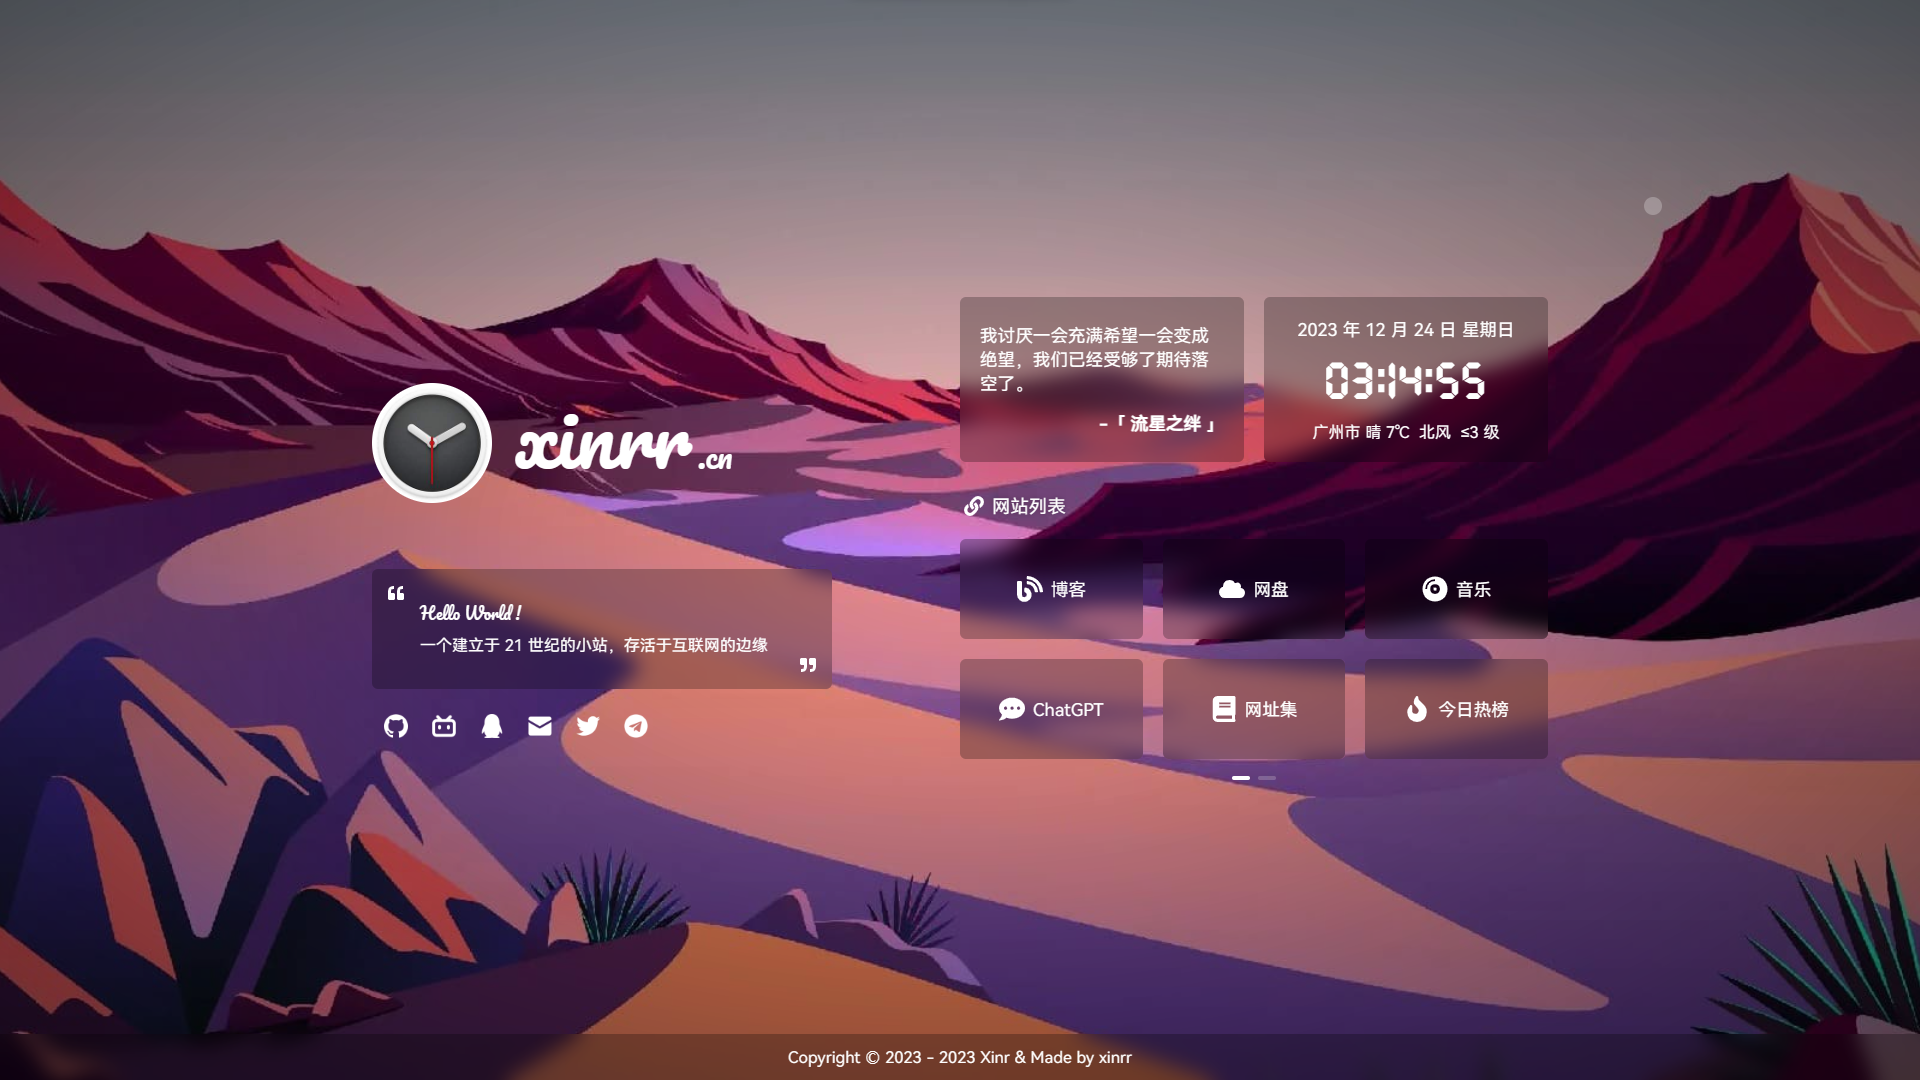 xinrr.cn
Hello World !
一个建立于 21 世纪的小站，存活于互联网的边缘
我讨厌一会充满希望一会变成
绝望，我们已经受够了期待落
空了。
-「 流星之绊 」
2023 年 12 月 24 日 星期日
03:14:55
广州市 晴 7℃ 北风 ≤3 级
网站列表
博客
网盘
音乐
ChatGPT
网址集
今日热榜
Copyright © 2023 - 2023 Xinr & Made by xinrr